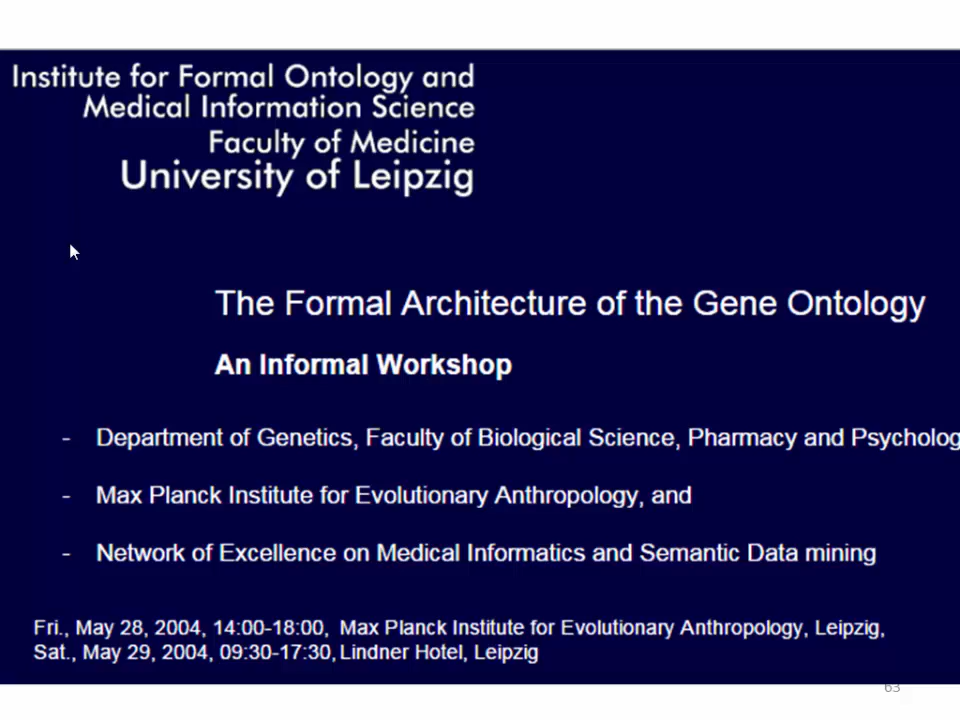 Institute for Formal Ontology and
Medical Information Science
Faculty of Medicine
University of Leipzig
The Formal Architecture of the Gene Ontology
An Informal Workshop
- Department of Genetics, Faculty of Biological Science, Pharmacy and Psycholog
- Max Planck Institute for Evolutionary Anthropology, and
- Network of Excellence on Medical Informatics and Semantic Data mining
Fri., May 28, 2004, 14:00-18:00, Max Planck Institute for Evolutionary Anthropology, Leipzig,
Sat., May 29, 2004, 09:30-17:30, Lindner Hotel, Leipzig
63